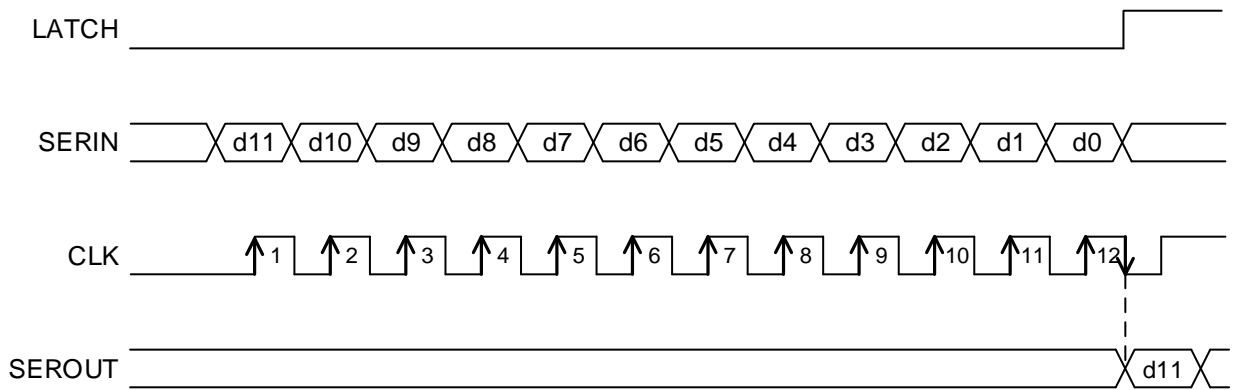 LATCH
SERIN d11 d10 d9 d8 d7 d6 d5 d4 d3 d2 d1 d0
CLK 1 2 3 4 5 6 7 8 9 10 11 12
SEROUT d11